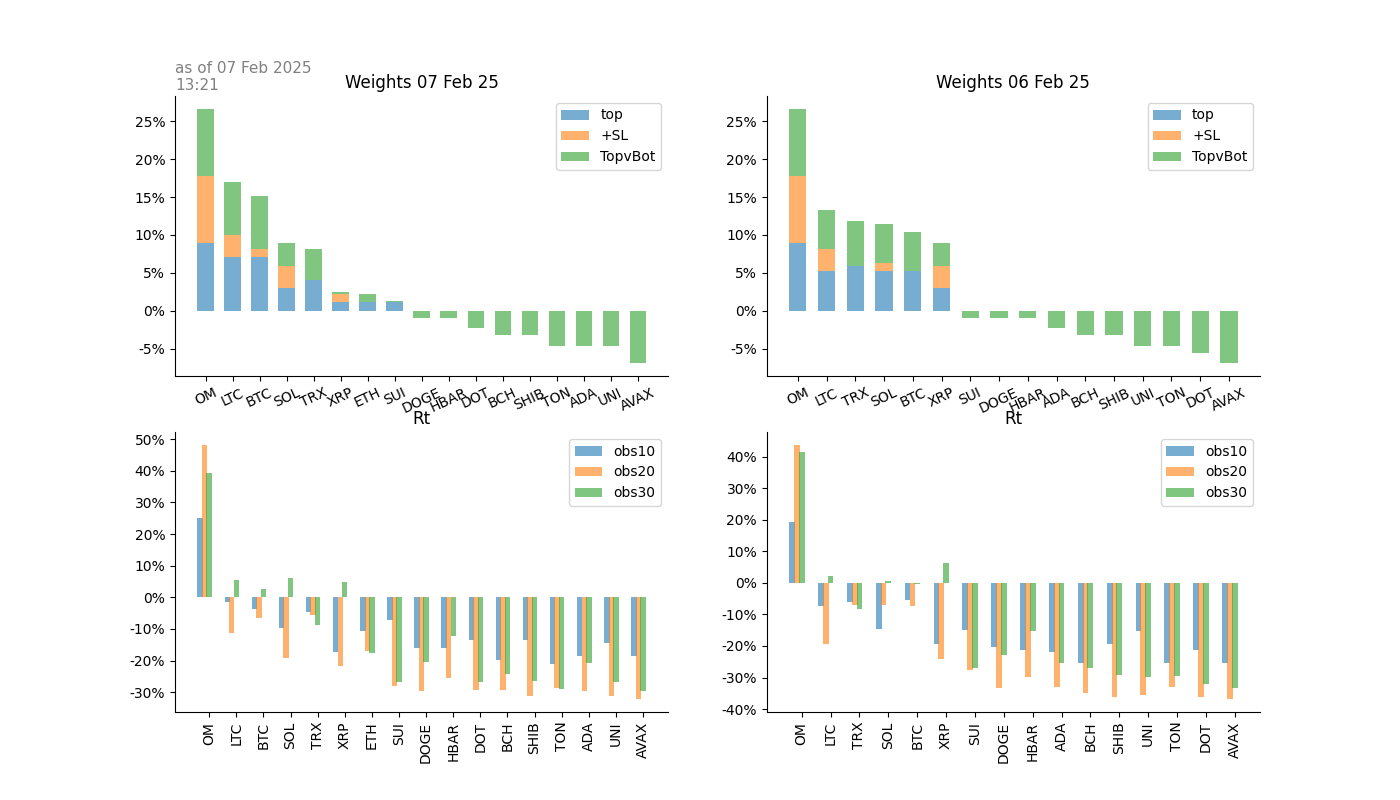 as of 07 Feb 2025
13:21
Weights 07 Feb 25
25%
20%
15%
10%
5%
0%
-5%
top
+SL
TopvBot
OM LTC BTC SOL TRX XRP ETH SUI DOGE HBAR DOT BCH SHIB TON ADA UNI AVAX
Weights 06 Feb 25
25%
20%
15%
10%
5%
0%
-5%
top
+SL
TopvBot
OM LTC TRX SOL BTC XRP SUI DOGE HBAR ADA BCH SHIB UNI TON DOT AVAX
Rt
50%
40%
30%
20%
10%
0%
-10%
-20%
-30%
obs10
obs20
obs30
OM LTC BTC SOL TRX XRP ETH SUI DOGE HBAR DOT BCH SHIB TON ADA UNI AVAX
Rt
40%
30%
20%
10%
0%
-10%
-20%
-30%
-40%
obs10
obs20
obs30
OM LTC TRX SOL BTC XRP SUI DOGE HBAR ADA BCH SHIB UNI TON DOT AVAX